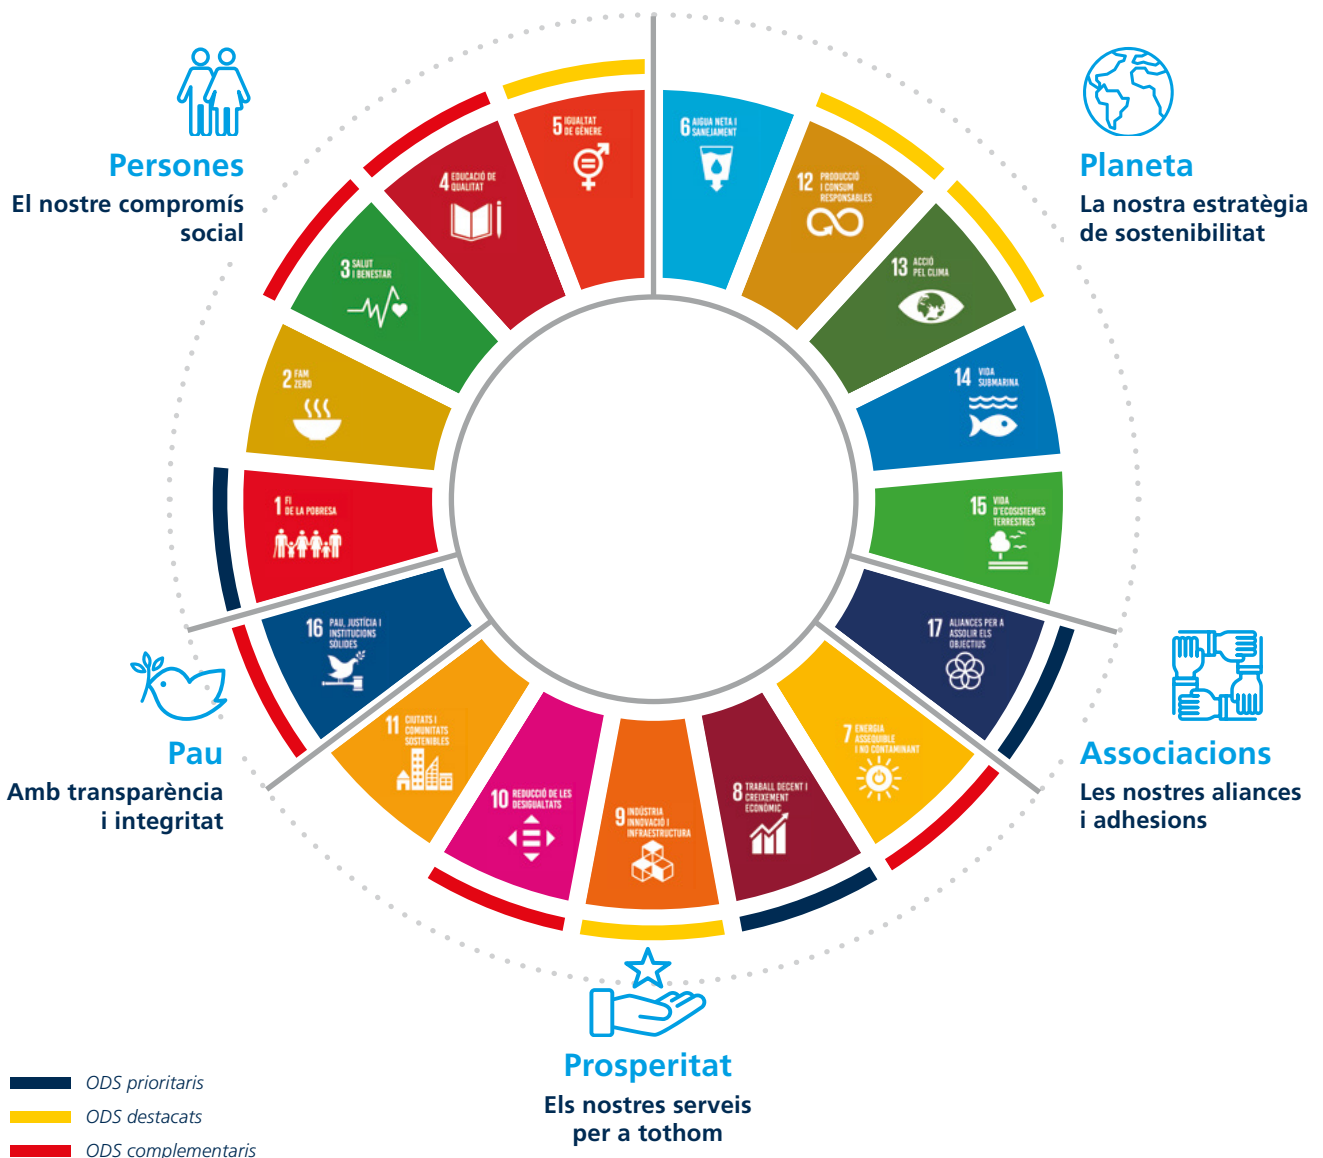 Persones
El nostre compromís
social
Planeta
La nostra estratègia
de sostenibilitat
5 IGUALTAT
DE GÈNERE
6 AIGUA NETA I
SANEJAMENT
4 EDUCACIÓ DE
QUALITAT
12 PRODUCCIÓ
I CONSUM
RESPONSABLES
3 SALUT
I BENESTAR
13 ACCIÓ
PEL CLIMA
2 FAM
ZERO
14 VIDA
SUBMARINA
1 FI
DE LA POBRESA
15 VIDA
D'ECOSISTEMES
TERRESTRES
16 PAU, JUSTÍCIA I
INSTITUCIONS
SÒLIDES
17 ALIANCES PER A
ASSOLIR ELS
OBJECTIUS
11 CIUTATS I
COMUNITATS
SOSTENIBLES
7 ENERGIA
ASSEQUIBLE
I NO CONTAMINANT
10 REDUCCIÓ DE LES
DESIGUALTATS
9 INDÚSTRIA
INNOVACIÓ I
INFRAESTRUCTURA
8 TRABALL DECENT I
CREIXEMENT
ECONÒMIC
Pau
Amb transparència
i integritat
Associacions
Les nostres aliances
i adhesions
Prosperitat
Els nostres serveis
per a tothom
ODS prioritaris
ODS destacats
ODS complementaris